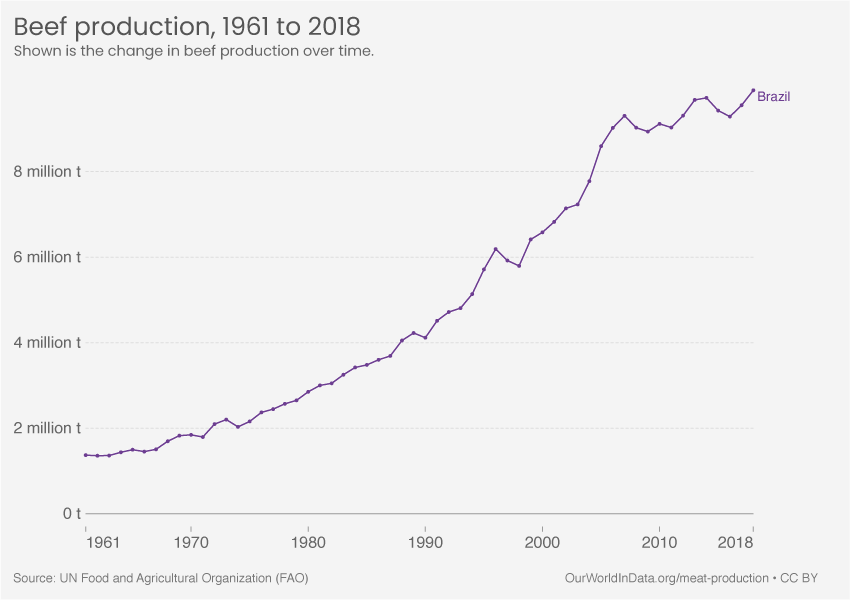 Beef production, 1961 to 2018
Shown is the change in beef production over time.
Brazil
8 million t
6 million t
4 million t
2 million t
0 t
1961 1970 1980 1990 2000 2010 2018
Source: UN Food and Agricultural Organization (FAO)
OurWorldInData.org/meat-production • CC BY